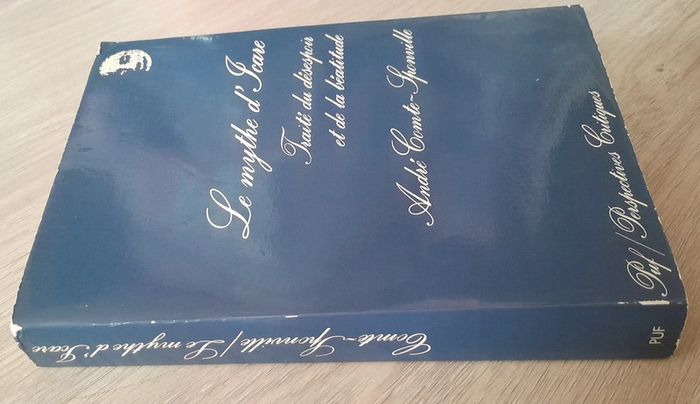 Le mythe d'Icare
Traité du désespoir
et de la béatitude
André Comte-Sponville
Puf / Perspectives Critiques
Comte-Sponville / Le mythe d'Icare
PUF